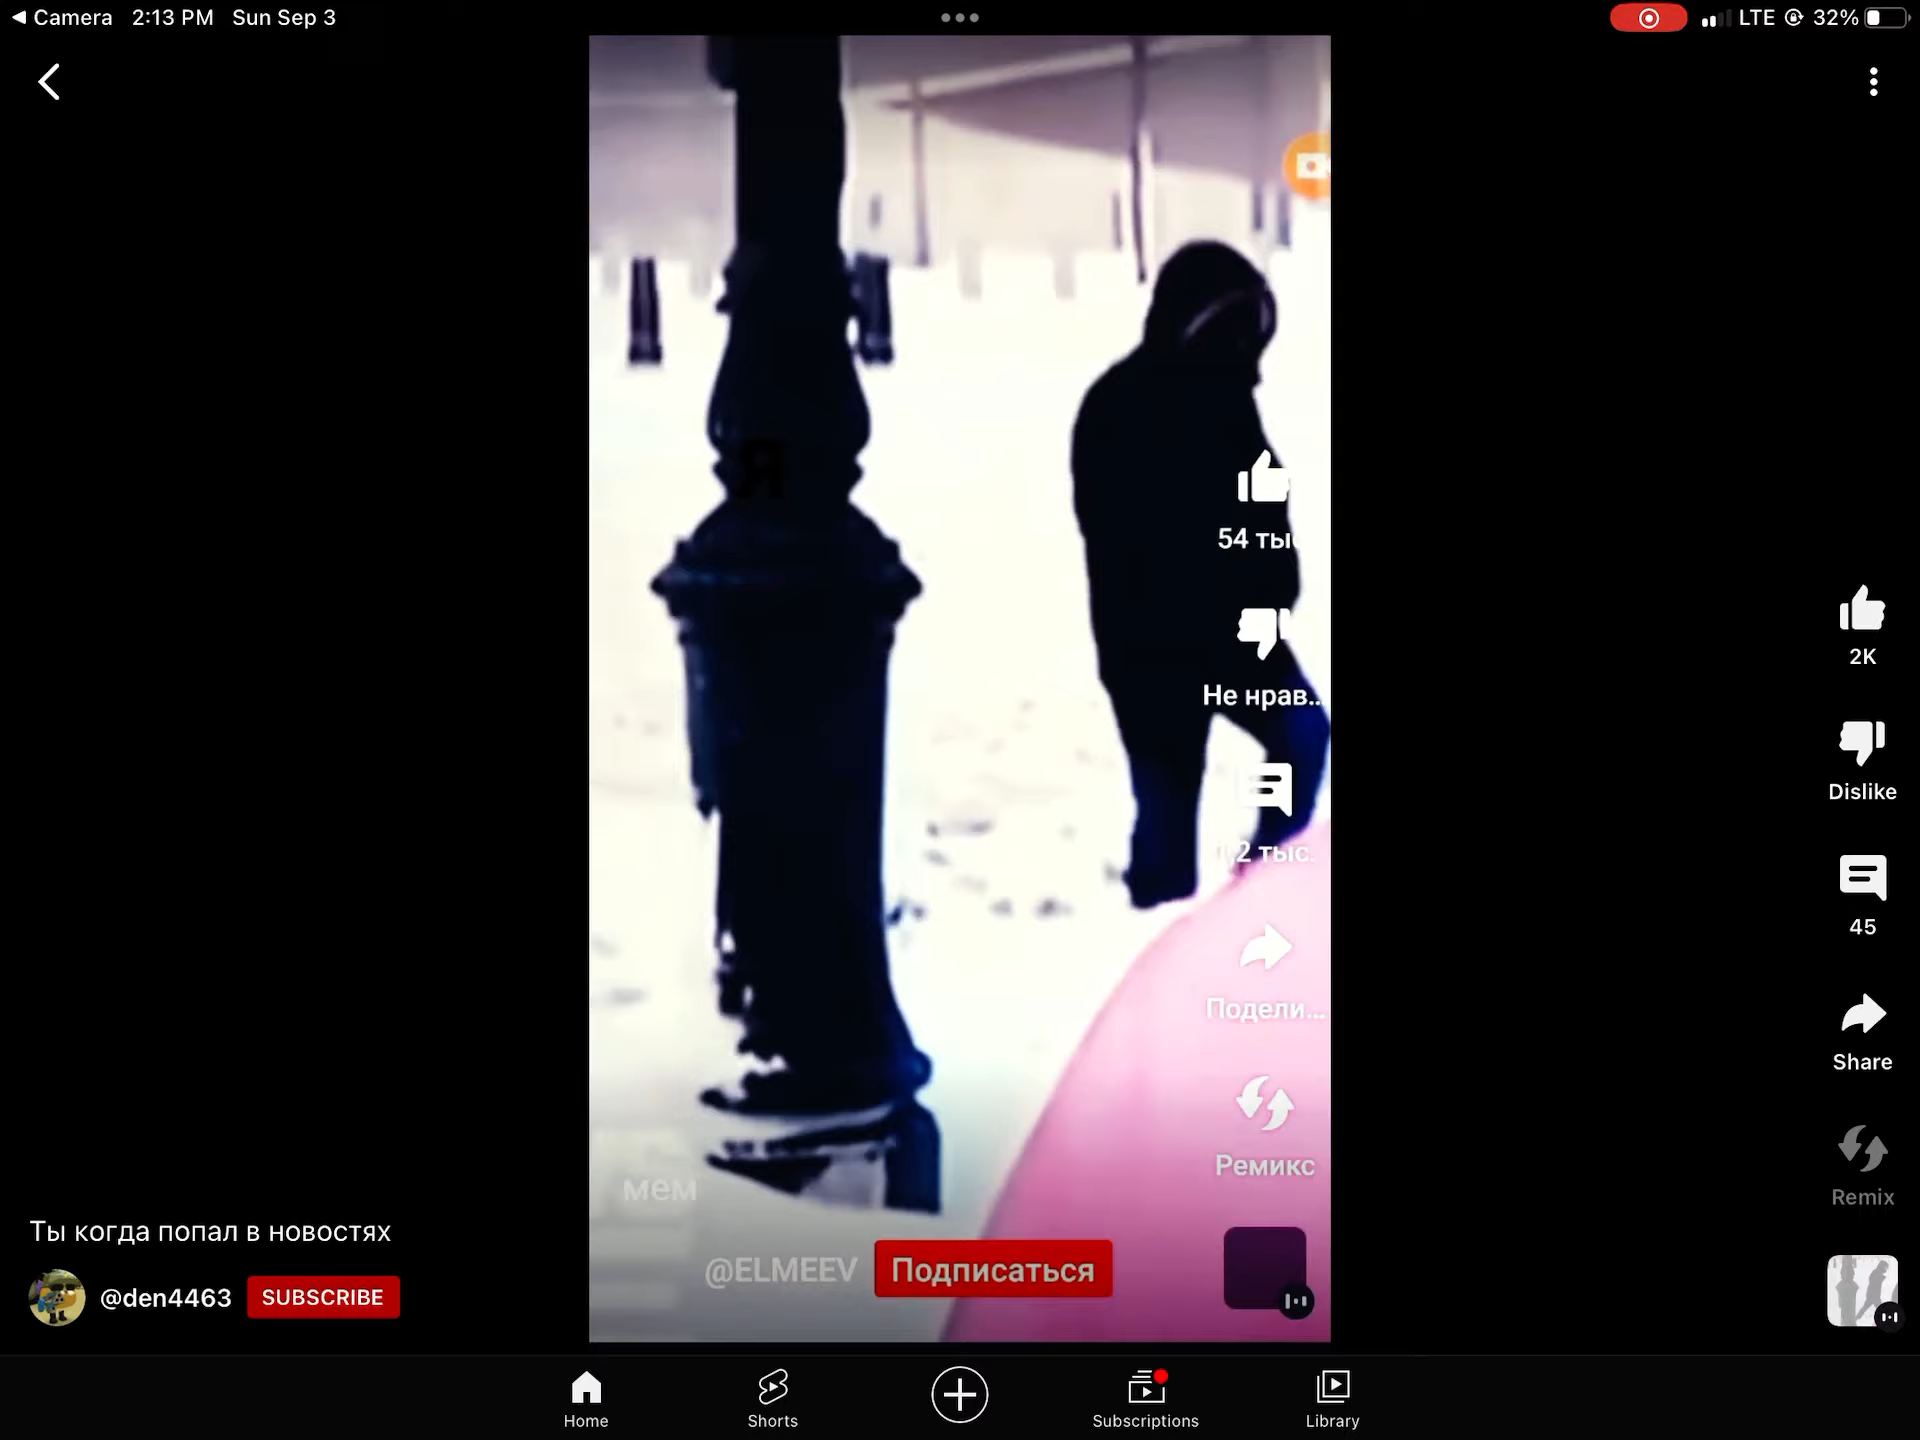 Camera 2:13 PM Sun Sep 3
LTE 32%
Я
54 ты
Не нрав...
2 тыс.
Подели...
Ремикс
мем
@ELMEEV Подписаться
2K
Dislike
45
Share
Remix
Ты когда попал в новостях
@den4463 SUBSCRIBE
Home Shorts Subscriptions Library